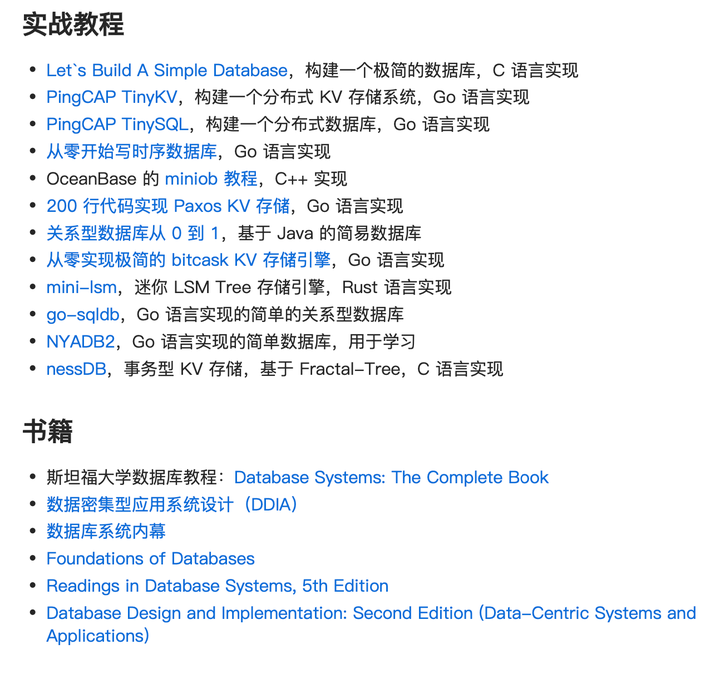 实战教程
• Let`s Build A Simple Database，构建一个极简的数据库，C 语言实现
• PingCAP TinyKV，构建一个分布式 KV 存储系统，Go 语言实现
• PingCAP TinySQL，构建一个分布式数据库，Go 语言实现
• 从零开始写时序数据库，Go 语言实现
• OceanBase 的 miniob 教程，C++ 实现
• 200 行代码实现 Paxos KV 存储，Go 语言实现
• 关系型数据库从 0 到 1，基于 Java 的简易数据库
• 从零实现极简的 bitcask KV 存储引擎，Go 语言实现
• mini-lsm，迷你 LSM Tree 存储引擎，Rust 语言实现
• go-sqldb，Go 语言实现的简单的关系型数据库
• NYADB2，Go 语言实现的简单数据库，用于学习
• nessDB，事务型 KV 存储，基于 Fractal-Tree，C 语言实现
书籍
• 斯坦福大学数据库教程：Database Systems: The Complete Book
• 数据密集型应用系统设计（DDIA）
• 数据库系统内幕
• Foundations of Databases
• Readings in Database Systems, 5th Edition
• Database Design and Implementation: Second Edition (Data-Centric Systems and
Applications)